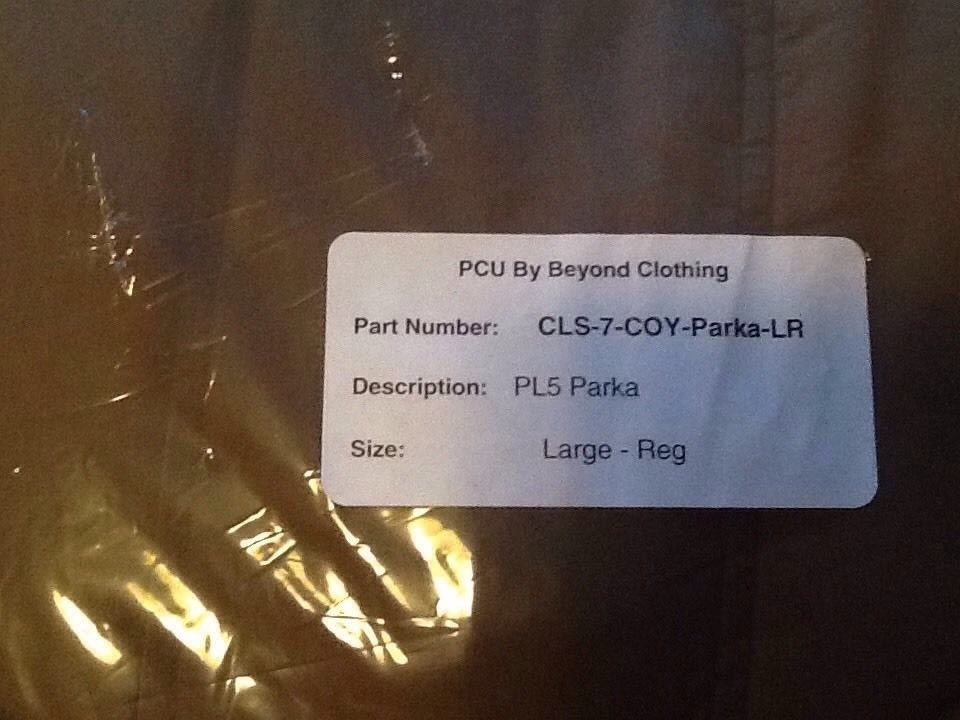 PCU By Beyond Clothing
Part Number: CLS-7-COY-Parka-LR
Description: PL5 Parka
Size: Large - Reg